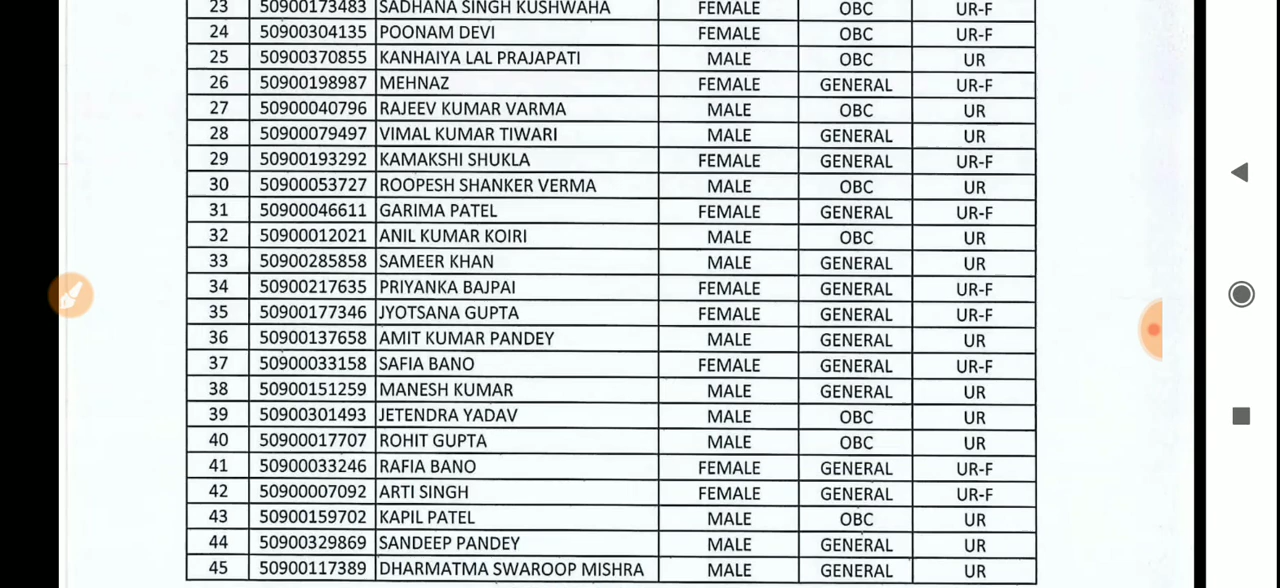 23 50900173483 SADHANA SINGH KUSHWAHA FEMALE OBC UR-F
24 50900304135 POONAM DEVI FEMALE OBC UR-F
25 50900370855 KANHAIYA LAL PRAJAPATI MALE OBC UR
26 50900198987 MEHNAZ FEMALE GENERAL UR-F
27 50900040796 RAJEEV KUMAR VARMA MALE OBC UR
28 50900079497 VIMAL KUMAR TIWARI MALE GENERAL UR
29 50900193292 KAMAKSHI SHUKLA FEMALE GENERAL UR-F
30 50900053727 ROOPESH SHANKER VERMA MALE OBC UR
31 50900046611 GARIMA PATEL FEMALE GENERAL UR-F
32 50900012021 ANIL KUMAR KOIRI MALE OBC UR
33 50900285858 SAMEER KHAN MALE GENERAL UR
34 50900217635 PRIYANKA BAJPAI FEMALE GENERAL UR-F
35 50900177346 JYOTSANA GUPTA FEMALE GENERAL UR-F
36 50900137658 AMIT KUMAR PANDEY MALE GENERAL UR
37 50900033158 SAFIA BANO FEMALE GENERAL UR-F
38 50900151259 MANESH KUMAR MALE GENERAL UR
39 50900301493 JETENDRA YADAV MALE OBC UR
40 50900017707 ROHIT GUPTA MALE OBC UR
41 50900033246 RAFIA BANO FEMALE GENERAL UR-F
42 50900007092 ARTI SINGH FEMALE GENERAL UR-F
43 50900159702 KAPIL PATEL MALE OBC UR
44 50900329869 SANDEEP PANDEY MALE GENERAL UR
45 50900117389 DHARMATMA SWAROOP MISHRA MALE GENERAL UR